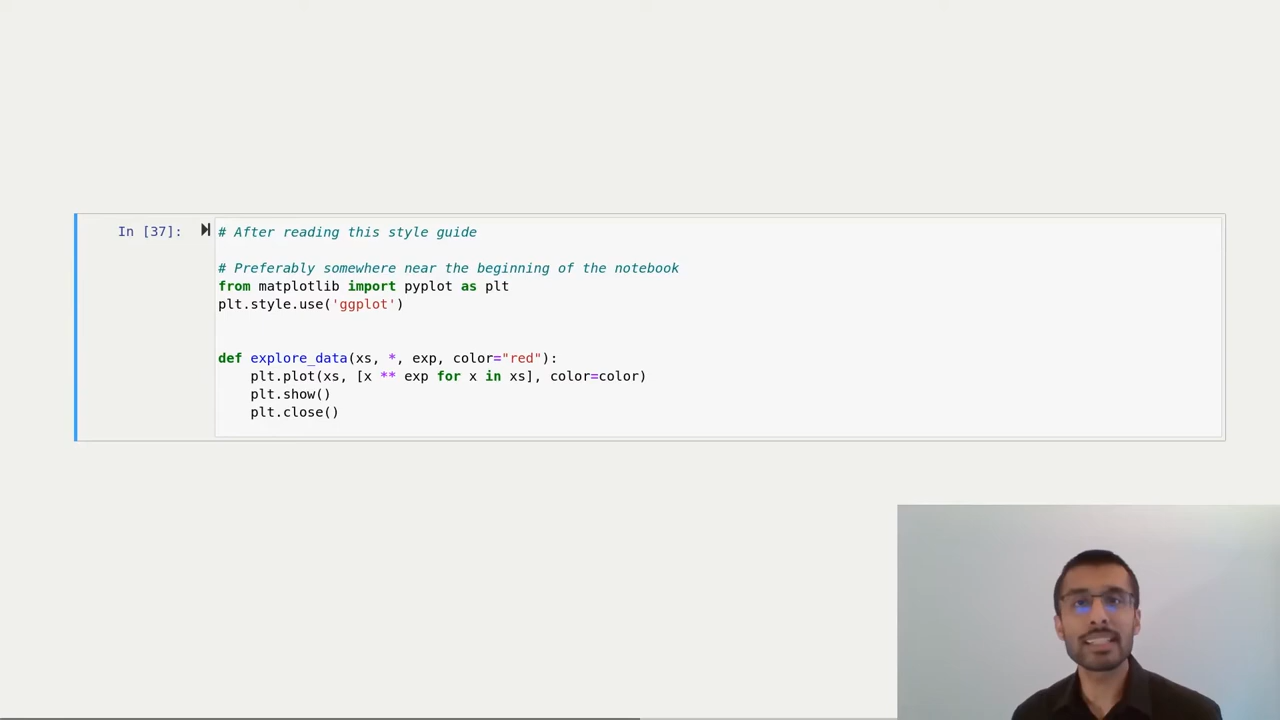 In [37]:
# After reading this style guide
# Preferably somewhere near the beginning of the notebook
from matplotlib import pyplot as plt
plt.style.use('ggplot')
def explore_data(xs, *, exp, color="red"):
    plt.plot(xs, [x ** exp for x in xs], color=color)
    plt.show()
    plt.close()